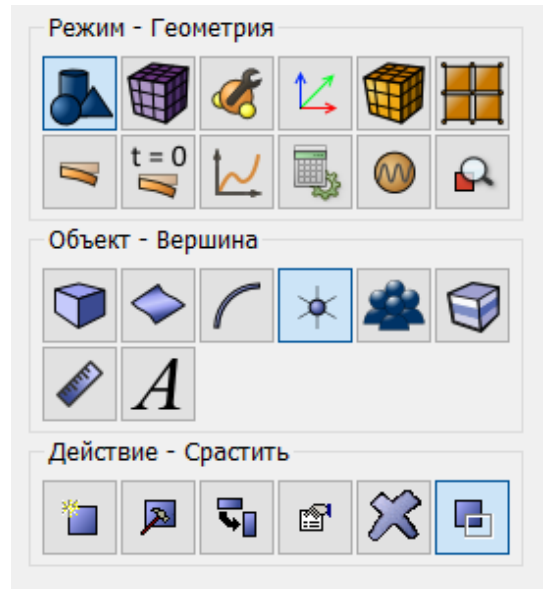 Режим - Геометрия
t = 0
Объект - Вершина
A
Действие - Срастить